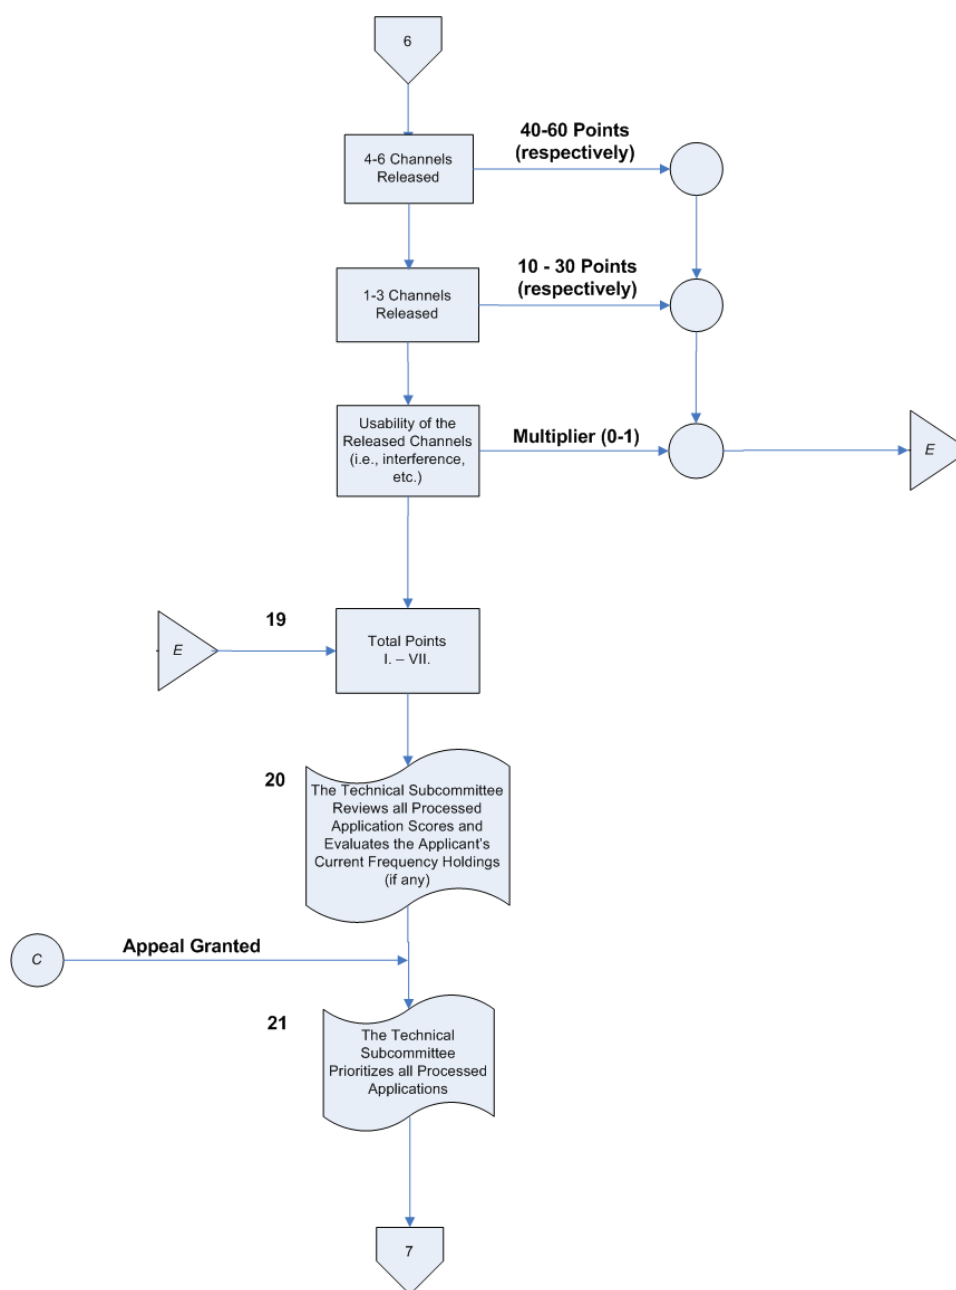 6
4-6 Channels
Released
40-60 Points
(respectively)
1-3 Channels
Released
10 - 30 Points
(respectively)
Usability of the
Released Channels
(i.e., interference,
etc.)
Multiplier (0-1)
E
E
19
Total Points
I. – VII.
20
The Technical Subcommittee
Reviews all Processed
Application Scores and
Evaluates the Applicant's
Current Frequency Holdings
(if any)
C
Appeal Granted
21
The Technical
Subcommittee
Prioritizes all Processed
Applications
7